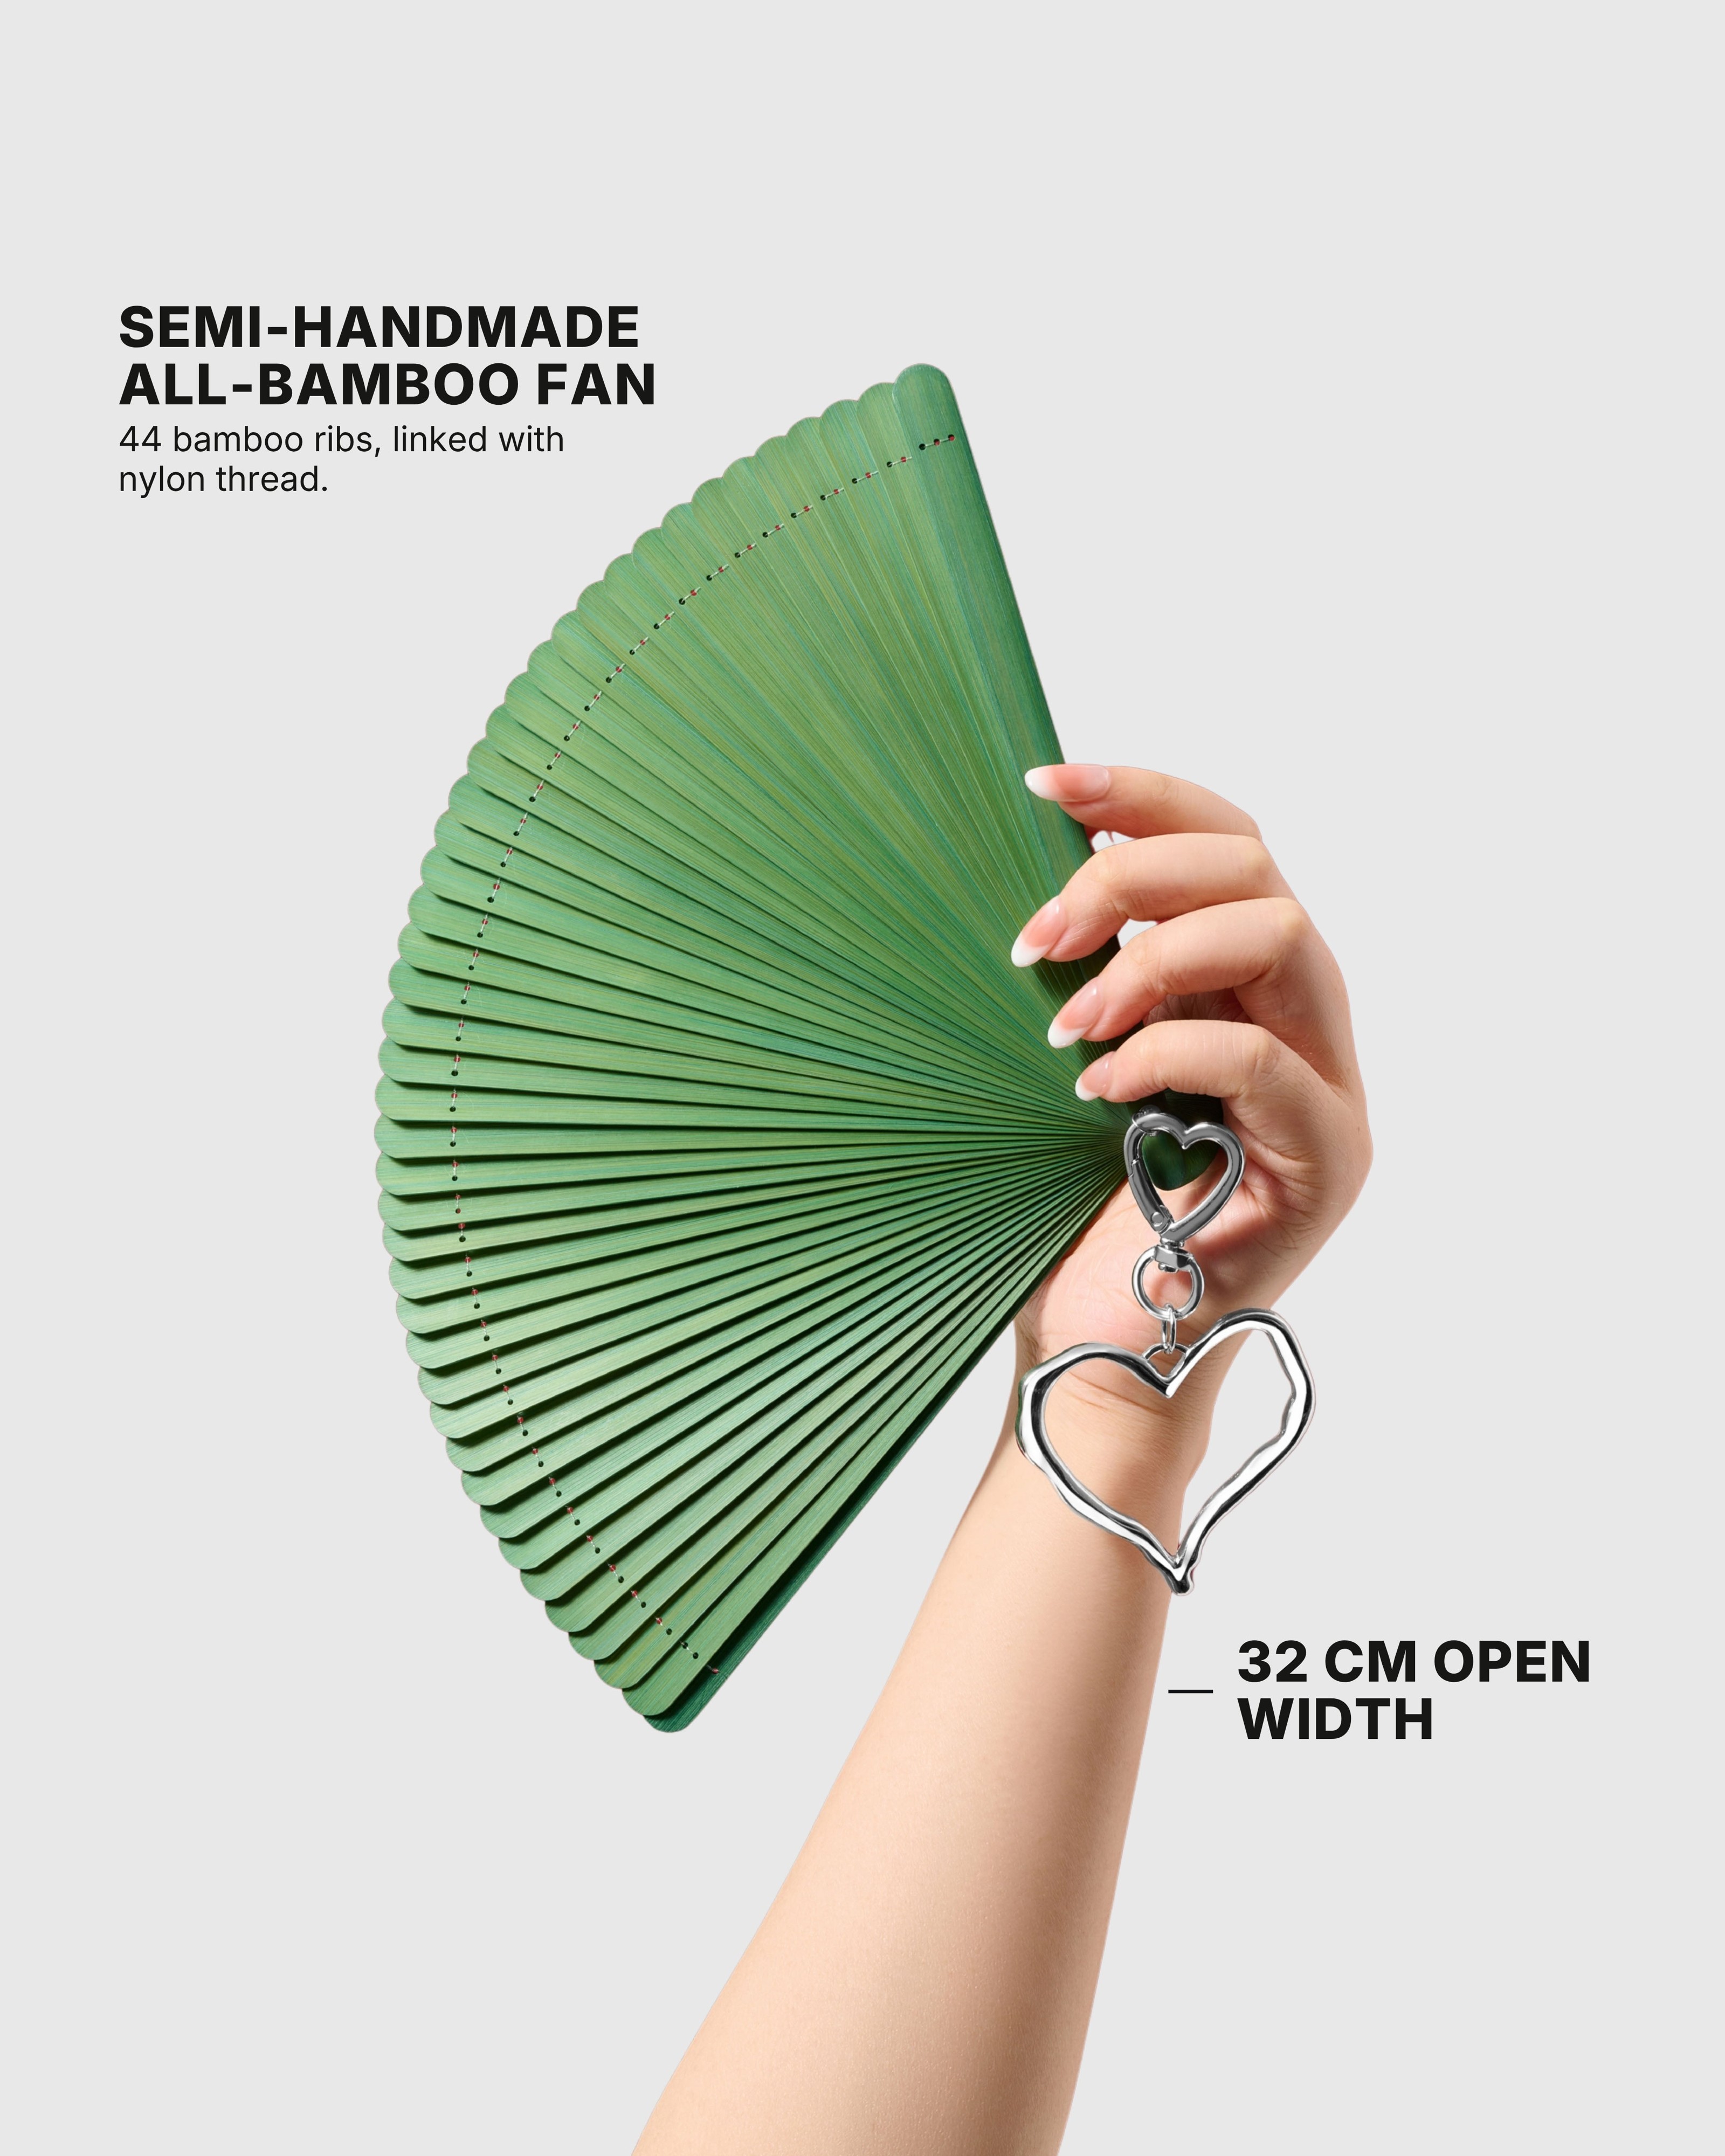 SEMI-HANDMADE
ALL-BAMBOO FAN
44 bamboo ribs, linked with
nylon thread.
32 CM OPEN
WIDTH